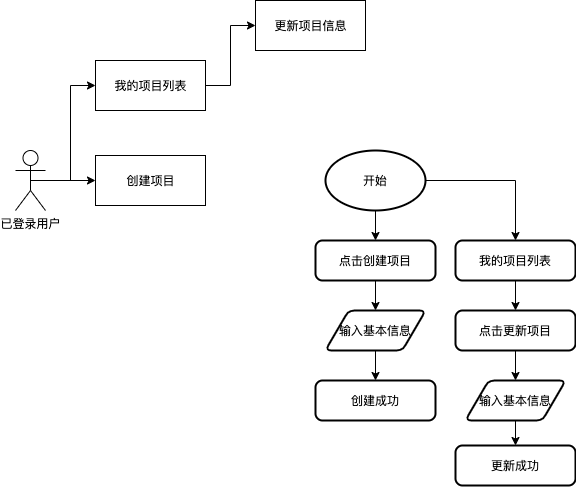 更新项目信息
我的项目列表
创建项目
已登录用户
开始
点击创建项目
我的项目列表
输入基本信息
点击更新项目
创建成功
输入基本信息
更新成功